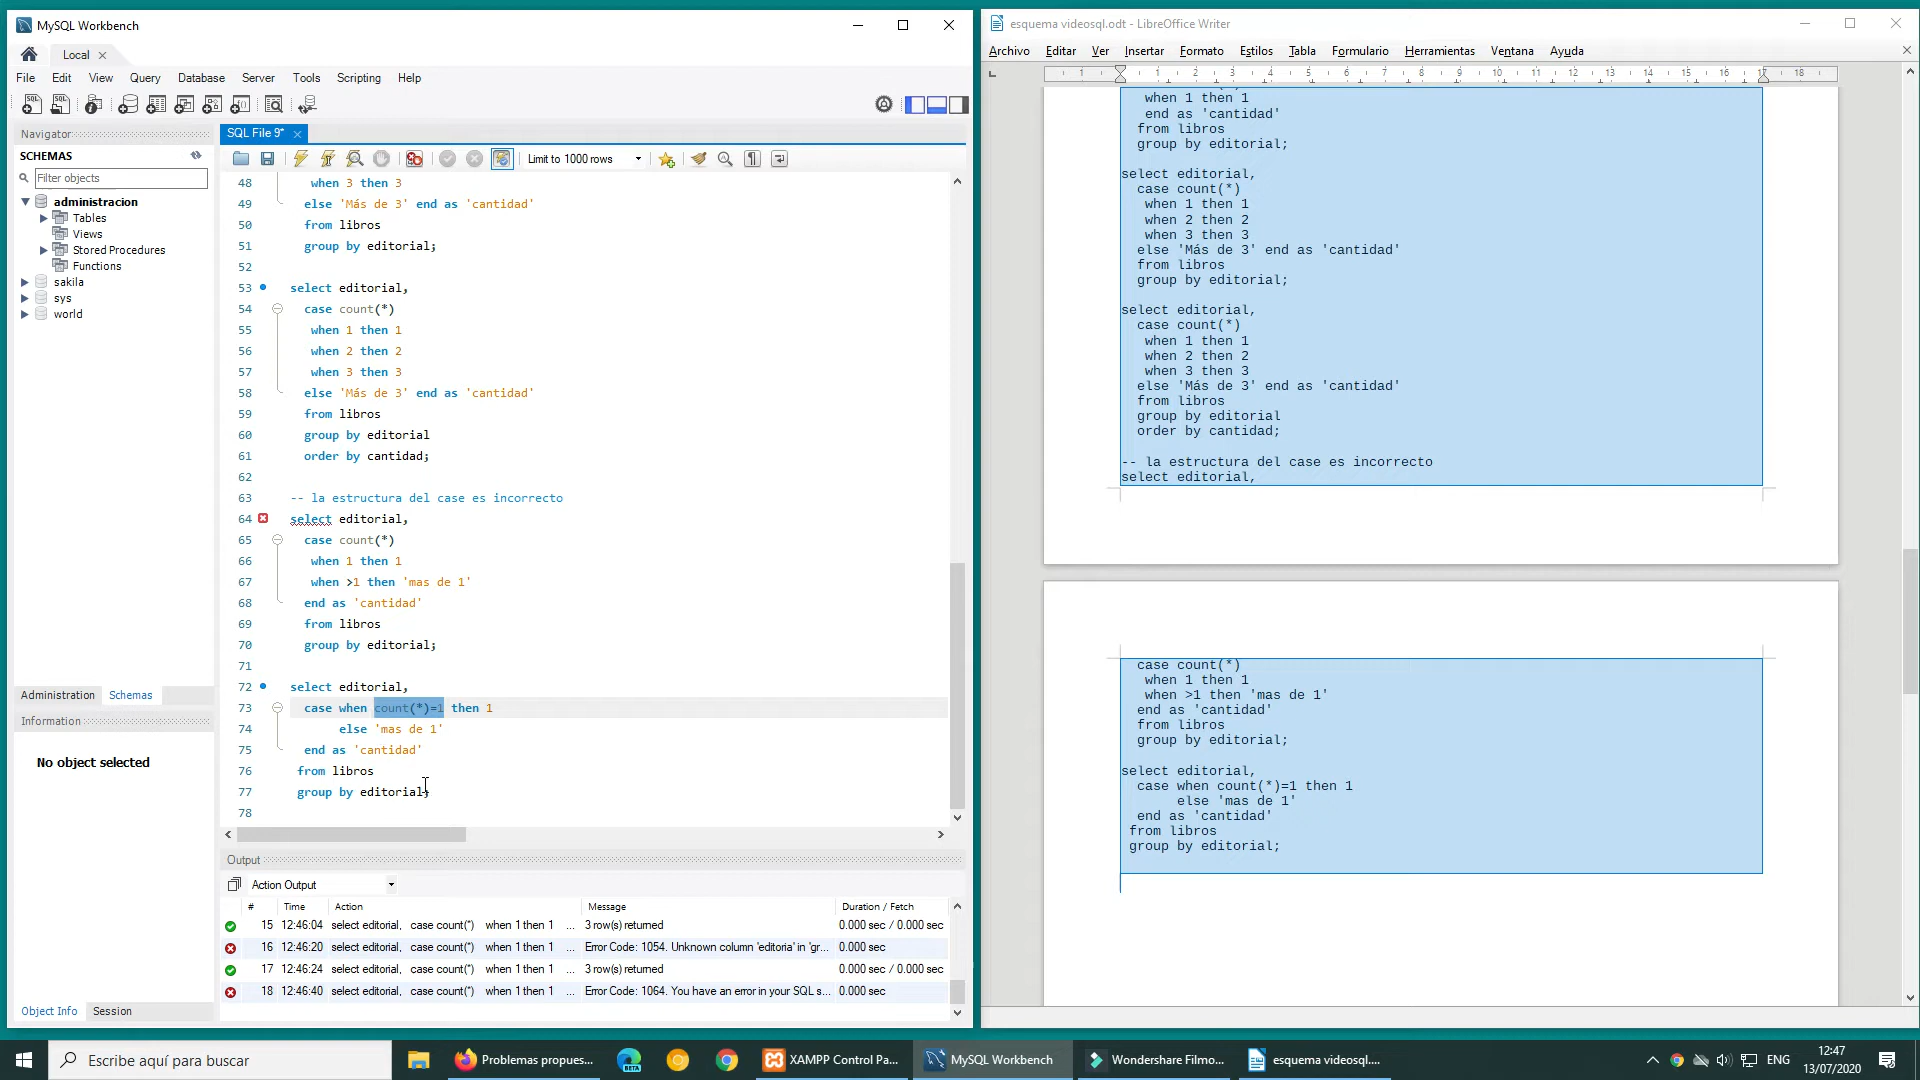 MySQL Workbench
Local
File Edit View Query Database Server Tools Scripting Help
Navigator
SCHEMAS
Filter objects
administracion
Tables
Views
Stored Procedures
Functions
sakila
sys
world
Administration Schemas
Information
No object selected
Object Info Session
SQL File 9*
Limit to 1000 rows
48 when 3 then 3
49 else 'Más de 3' end as 'cantidad'
50 from libros
51 group by editorial;
52
53 select editorial,
54 case count(*)
55 when 1 then 1
56 when 2 then 2
57 when 3 then 3
58 else 'Más de 3' end as 'cantidad'
59 from libros
60 group by editorial
61 order by cantidad;
62
63 -- la estructura del case es incorrecto
64 select editorial,
65 case count(*)
66 when 1 then 1
67 when >1 then 'mas de 1'
68 end as 'cantidad'
69 from libros
70 group by editorial;
71
72 select editorial,
73 case when count(*)=1 then 1
74 else 'mas de 1'
75 end as 'cantidad'
76 from libros
77 group by editorial;
78
Output
Action Output
# Time Action Message Duration / Fetch
15 12:46:04 select editorial, case count(*) when 1 then 1 ... 3 row(s) returned 0.000 sec / 0.000 sec
16 12:46:20 select editorial, case count(*) when 1 then 1 ... Error Code: 1054. Unknown column 'editoria' in 'gr... 0.000 sec
17 12:46:24 select editorial, case count(*) when 1 then 1 ... 3 row(s) returned 0.000 sec / 0.000 sec
18 12:46:40 select editorial, case count(*) when 1 then 1 ... Error Code: 1064. You have an error in your SQL s... 0.000 sec
esquema videosql.odt - LibreOffice Writer
Archivo Editar Ver Insertar Formato Estilos Tabla Formulario Herramientas Ventana Ayuda
1 1 2 3 4 5 6 7 8 9 10 11 12 13 14 15 16 17 18
when 1 then 1
end as 'cantidad'
from libros
group by editorial;
select editorial,
case count(*)
when 1 then 1
when 2 then 2
when 3 then 3
else 'Más de 3' end as 'cantidad'
from libros
group by editorial;
select editorial,
case count(*)
when 1 then 1
when 2 then 2
when 3 then 3
else 'Más de 3' end as 'cantidad'
from libros
group by editorial
order by cantidad;
-- la estructura del case es incorrecto
select editorial,
case count(*)
when 1 then 1
when >1 then 'mas de 1'
end as 'cantidad'
from libros
group by editorial;
select editorial,
case when count(*)=1 then 1
else 'mas de 1'
end as 'cantidad'
from libros
group by editorial;
Escribe aquí para buscar
Problemas propues...
BETA
XAMPP Control Pa...
MySQL Workbench
Wondershare Filmo...
esquema videosql....
ENG
12:47
13/07/2020